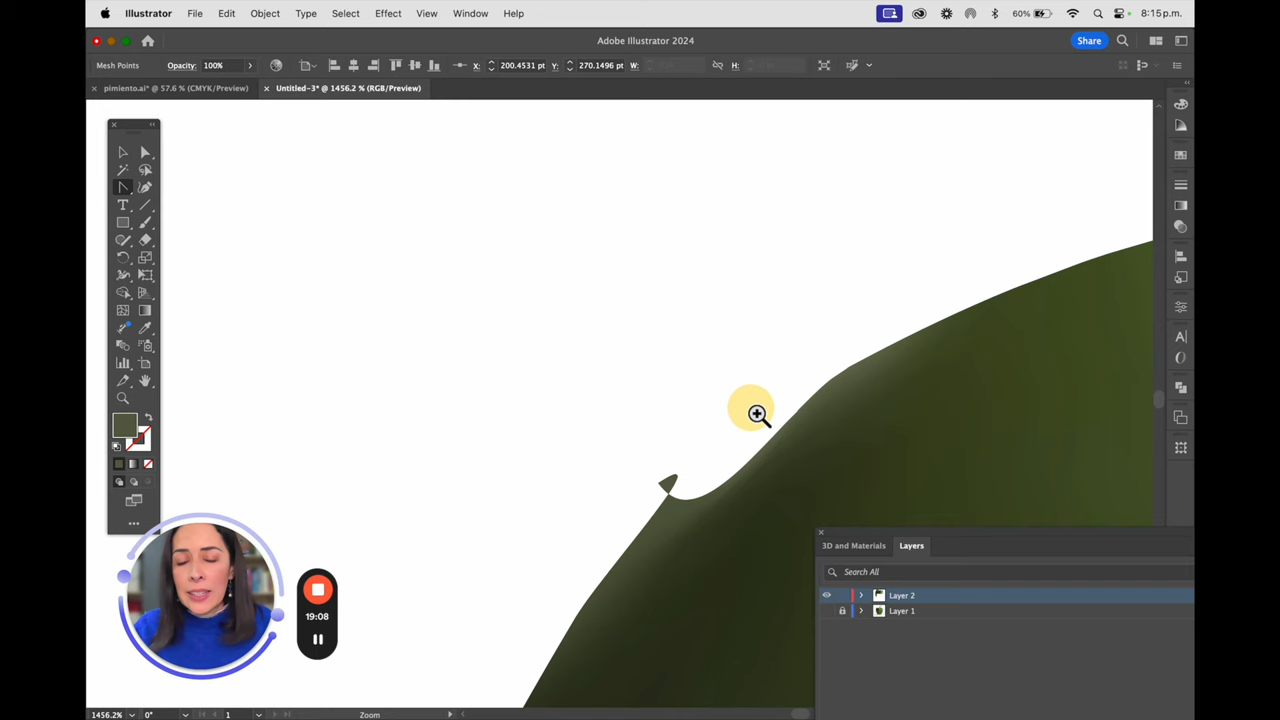 Illustrator File Edit Object Type Select Effect View Window Help 60% 8:15 p.m.
Adobe Illustrator 2024 Share
Mesh Points Opacity: 100% X: 200.4531 pt Y: 270.1496 pt W: H:
× pimiento.ai* @ 57.6 % (CMYK/Preview) × Untitled-3* @ 1456.2 % (RGB/Preview)
3D and Materials Layers
Search All
Layer 2
Layer 1
19:08
1456.2% 0° 1 Zoom